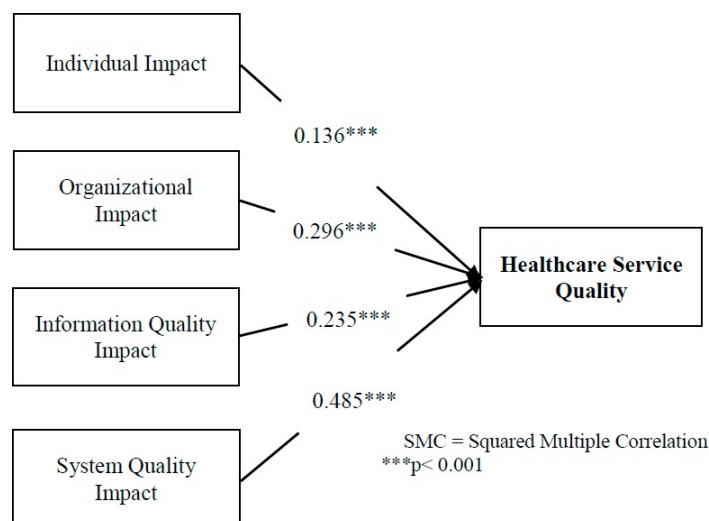 Individual Impact
0.136***
Organizational
Impact
0.296***
Healthcare Service
Quality
Information Quality
Impact
0.235***
0.485***
System Quality
Impact
SMC = Squared Multiple Correlation
***p< 0.001